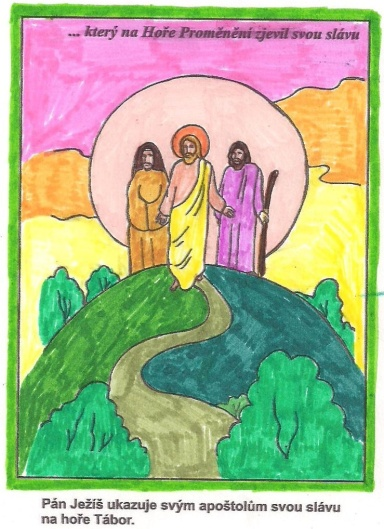 ... který na Hoře Proměnění zjevil svou slávu
Pán Ježíš ukazuje svým apoštolům svou slávu
na hoře Tábor.